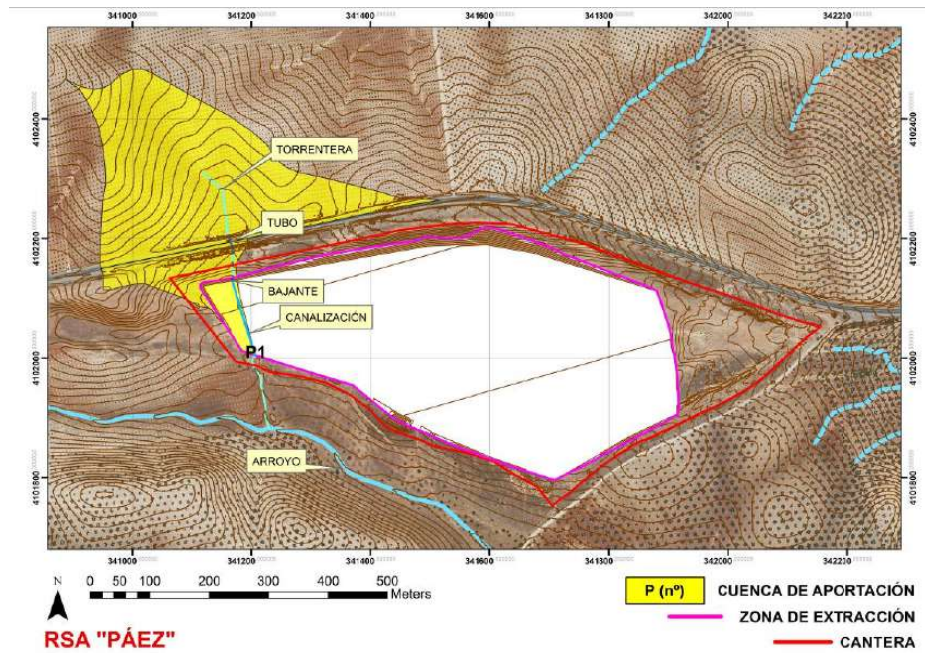 341000 341200 341400 341600 341800 342000 342200
4102400
4102400
TORRENTERA
TUBO
4102200
4102200
BAJANTE
CANALIZACIÓN
P1
4102000
4102000
ARROYO
4101800
4101800
341000 341200 341400 341600 341800 342000 342200
N
0 50 100 200 300 400 500
Meters
P (nº) CUENCA DE APORTACIÓN
ZONA DE EXTRACCIÓN
CANTERA
RSA "PÁEZ"